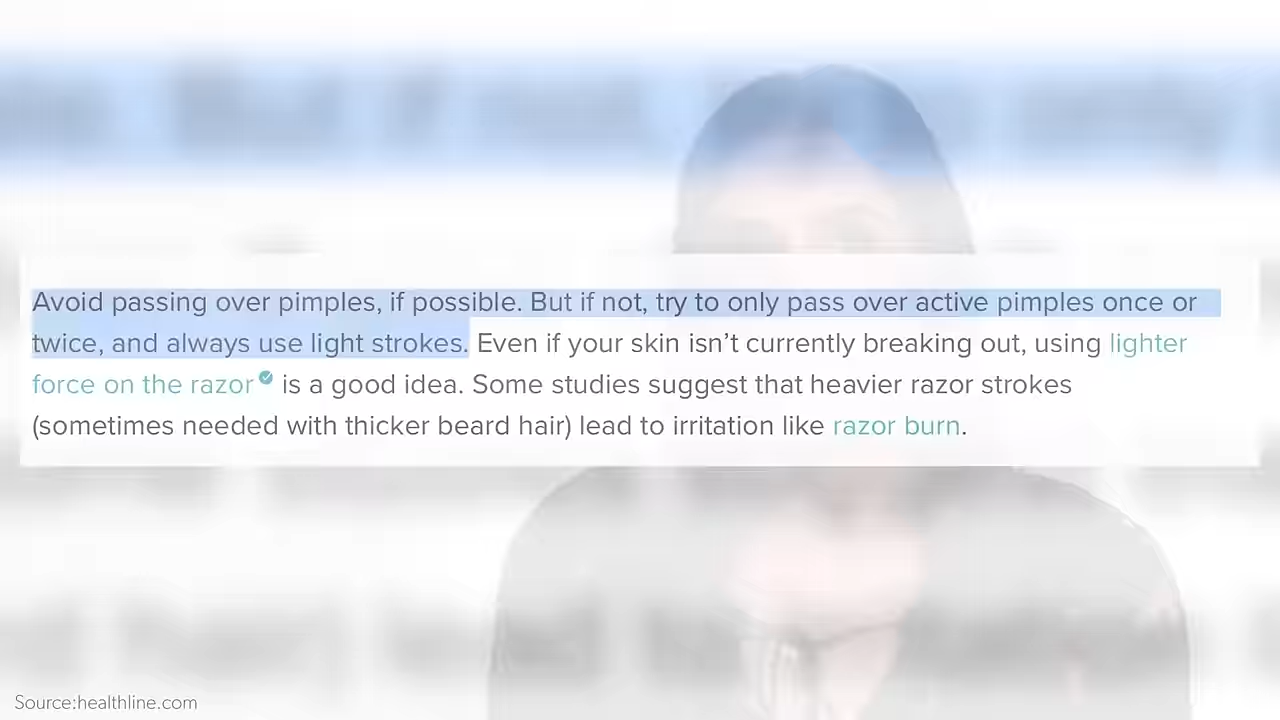 Avoid passing over pimples, if possible. But if not, try to only pass over active pimples once or
twice, and always use light strokes. Even if your skin isn’t currently breaking out, using lighter
force on the razor is a good idea. Some studies suggest that heavier razor strokes
(sometimes needed with thicker beard hair) lead to irritation like razor burn.
Source:healthline.com